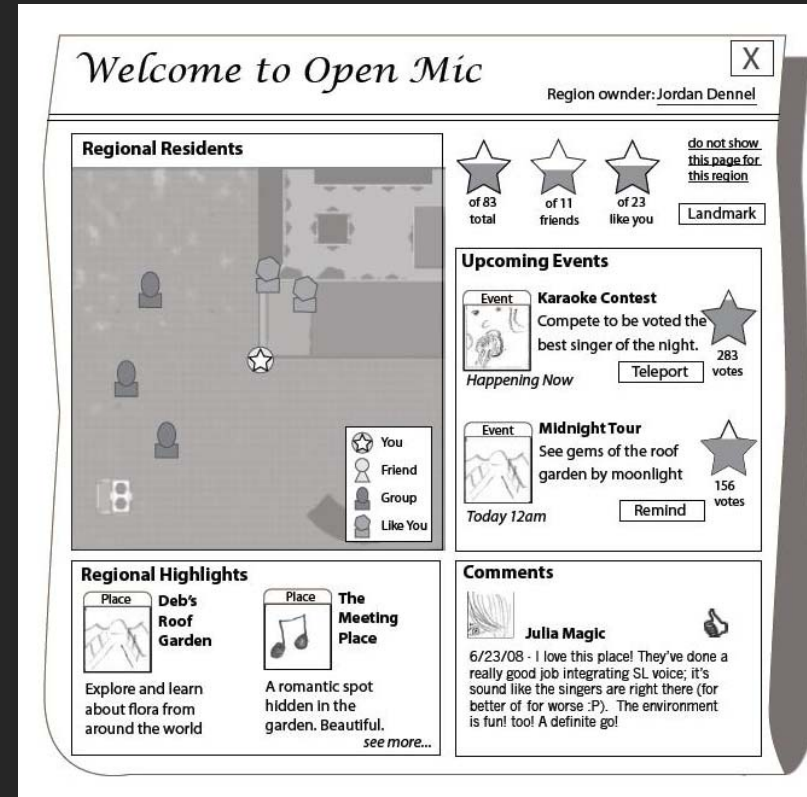 Welcome to Open Mic
X
Region ownder: Jordan Dennel
Regional Residents
You
Friend
Group
Like You
of 83
total
of 11
friends
of 23
like you
do not show
this page for
this region
Landmark
Upcoming Events
Event
Karaoke Contest
Compete to be voted the
best singer of the night.
Happening Now
Teleport
283
votes
Event
Midnight Tour
See gems of the roof
garden by moonlight
Today 12am
Remind
156
votes
Regional Highlights
Place
Deb's
Roof
Garden
Explore and learn
about flora from
around the world
Place
The
Meeting
Place
A romantic spot
hidden in the
garden. Beautiful.
see more...
Comments
Julia Magic
6/23/08 - I love this place! They've done a
really good job integrating SL voice; it's
sound like the singers are right there (for
better of for worse :P). The environment
is fun! too! A definite go!